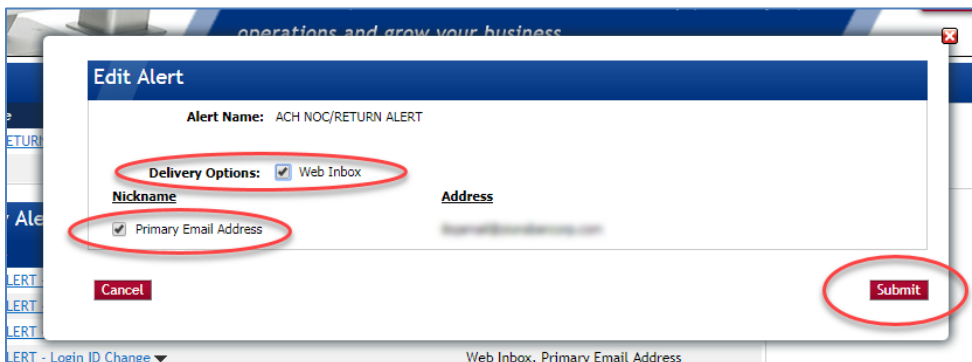 operations and grow your business
Edit Alert
Alert Name: ACH NOC/RETURN ALERT
Delivery Options: Web Inbox
Nickname Address
Primary Email Address
Cancel Submit
LERT - Login ID Change Web Inbox, Primary Email Address